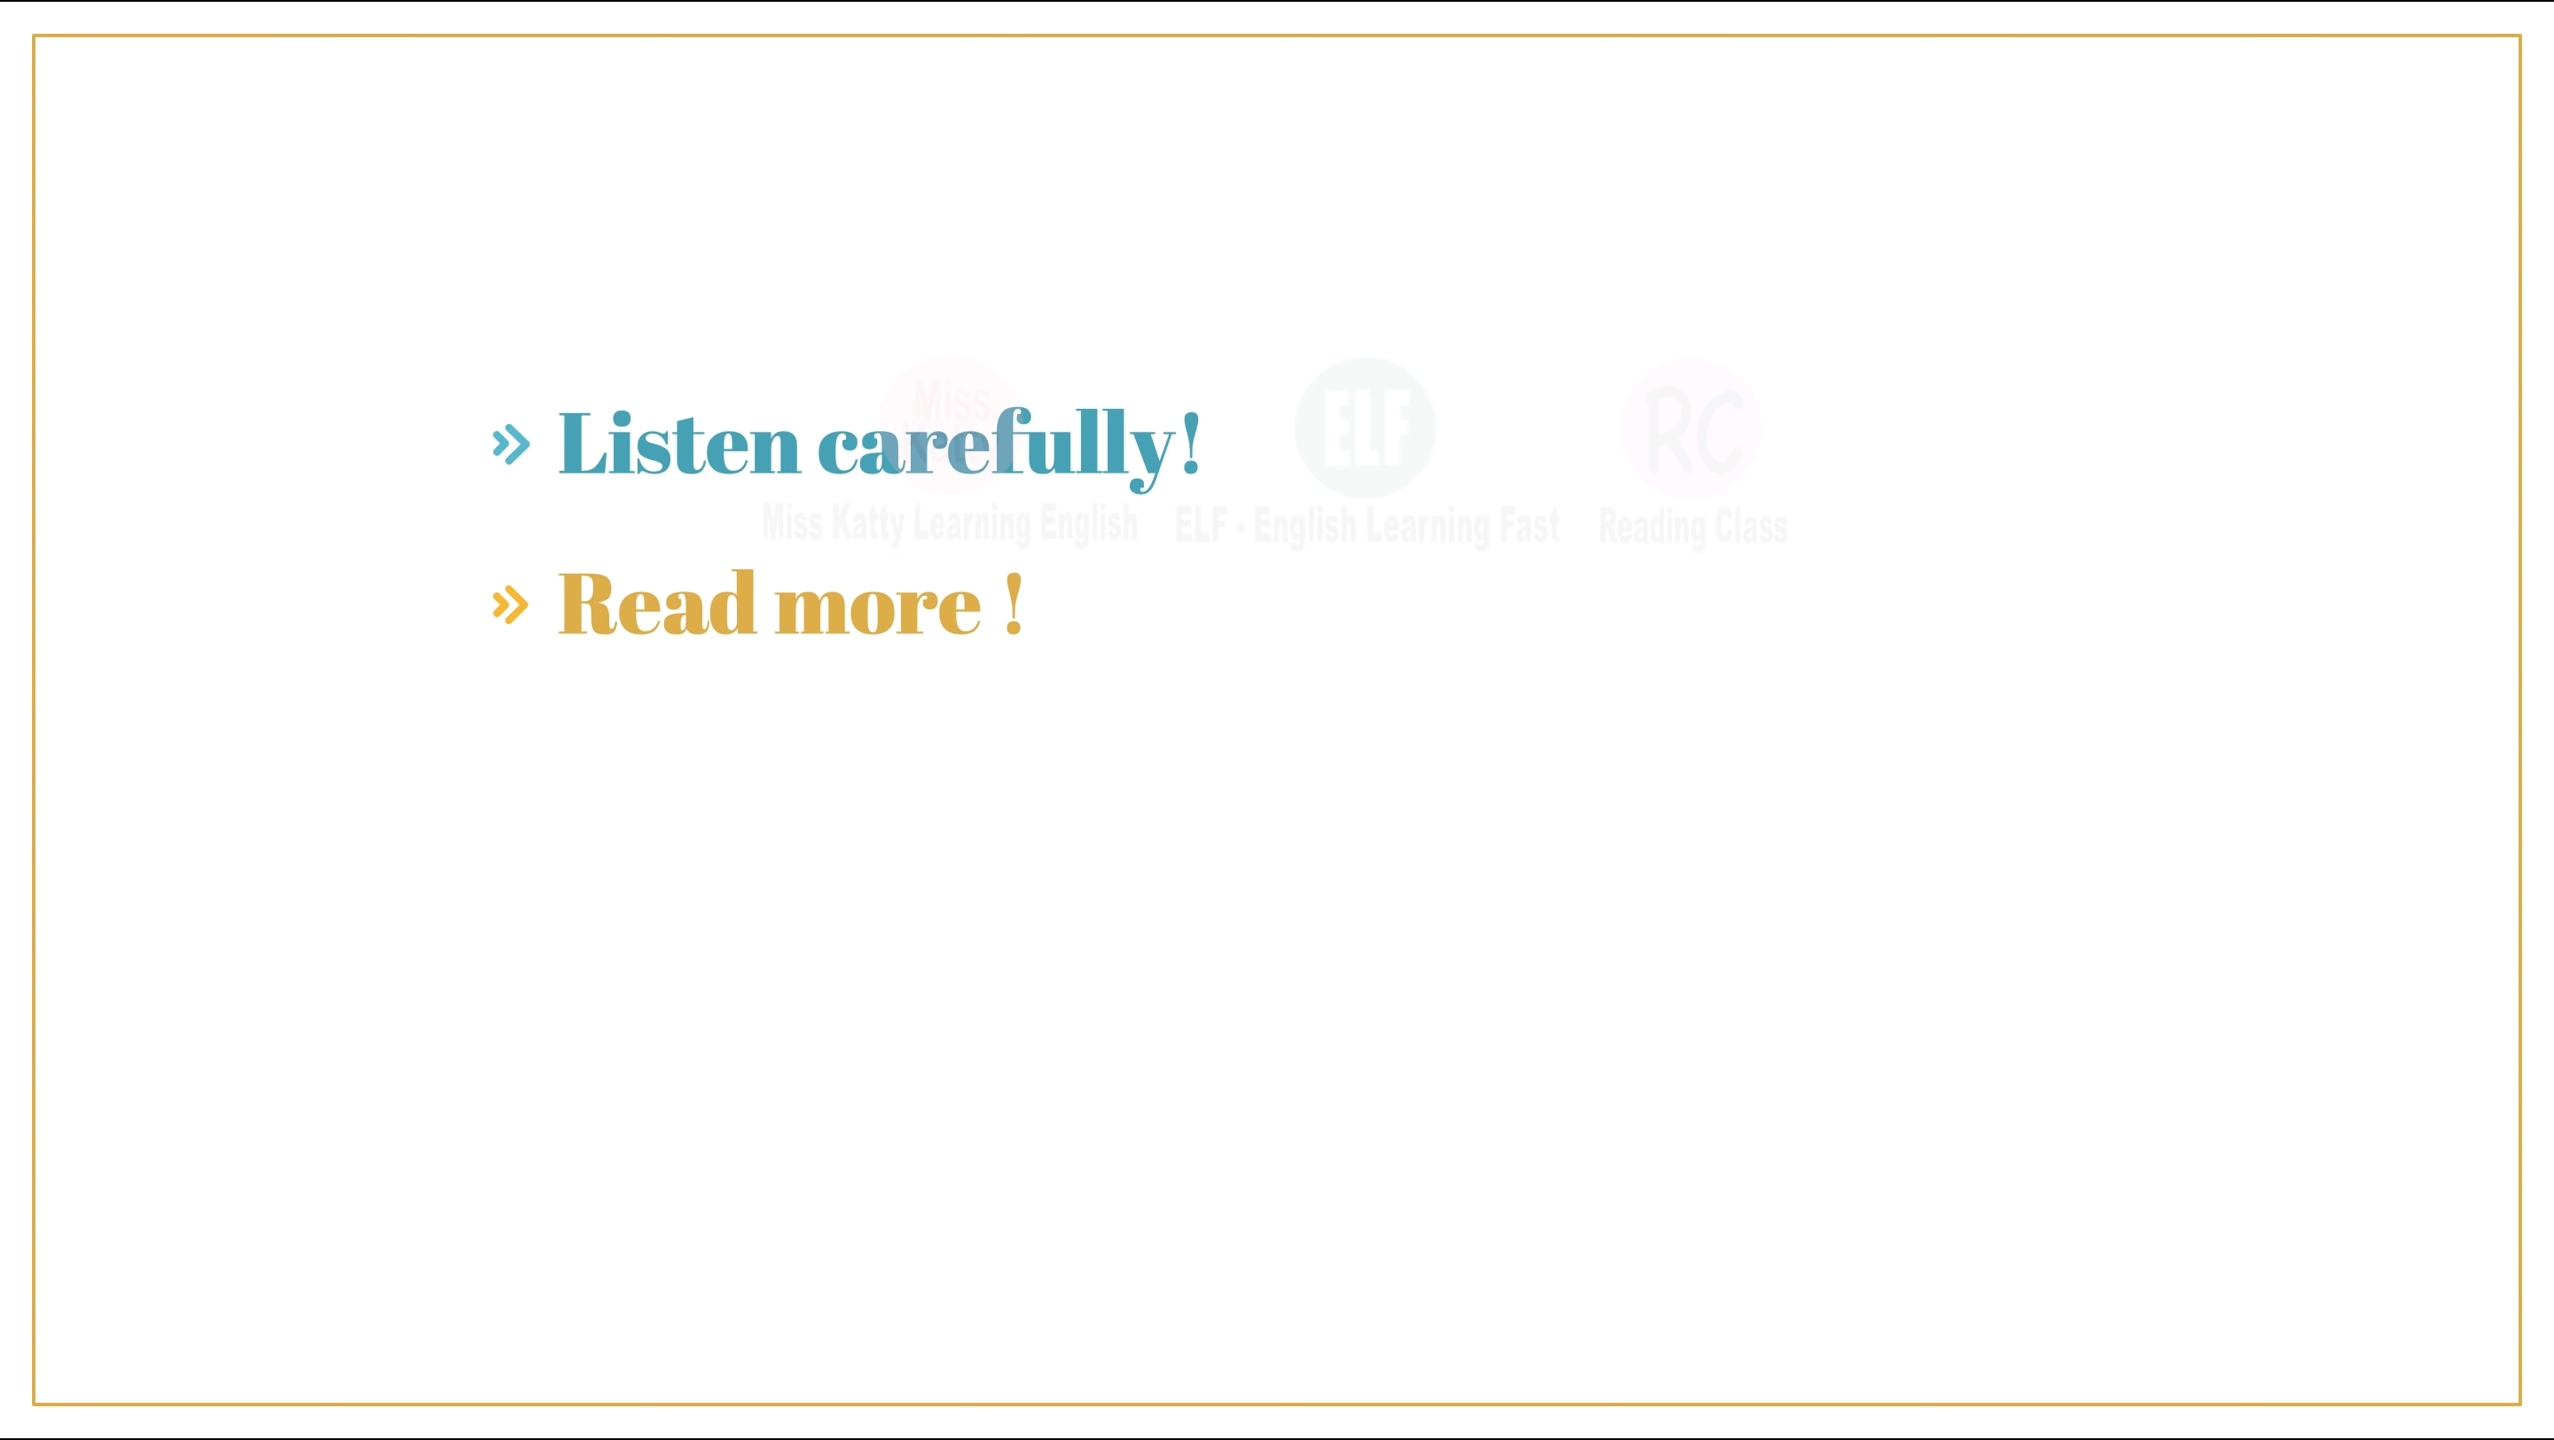 Miss
ELF
RC
» Listen carefully!
Miss Katty Learning English
ELF - English Learning Fast
Reading Class
» Read more !